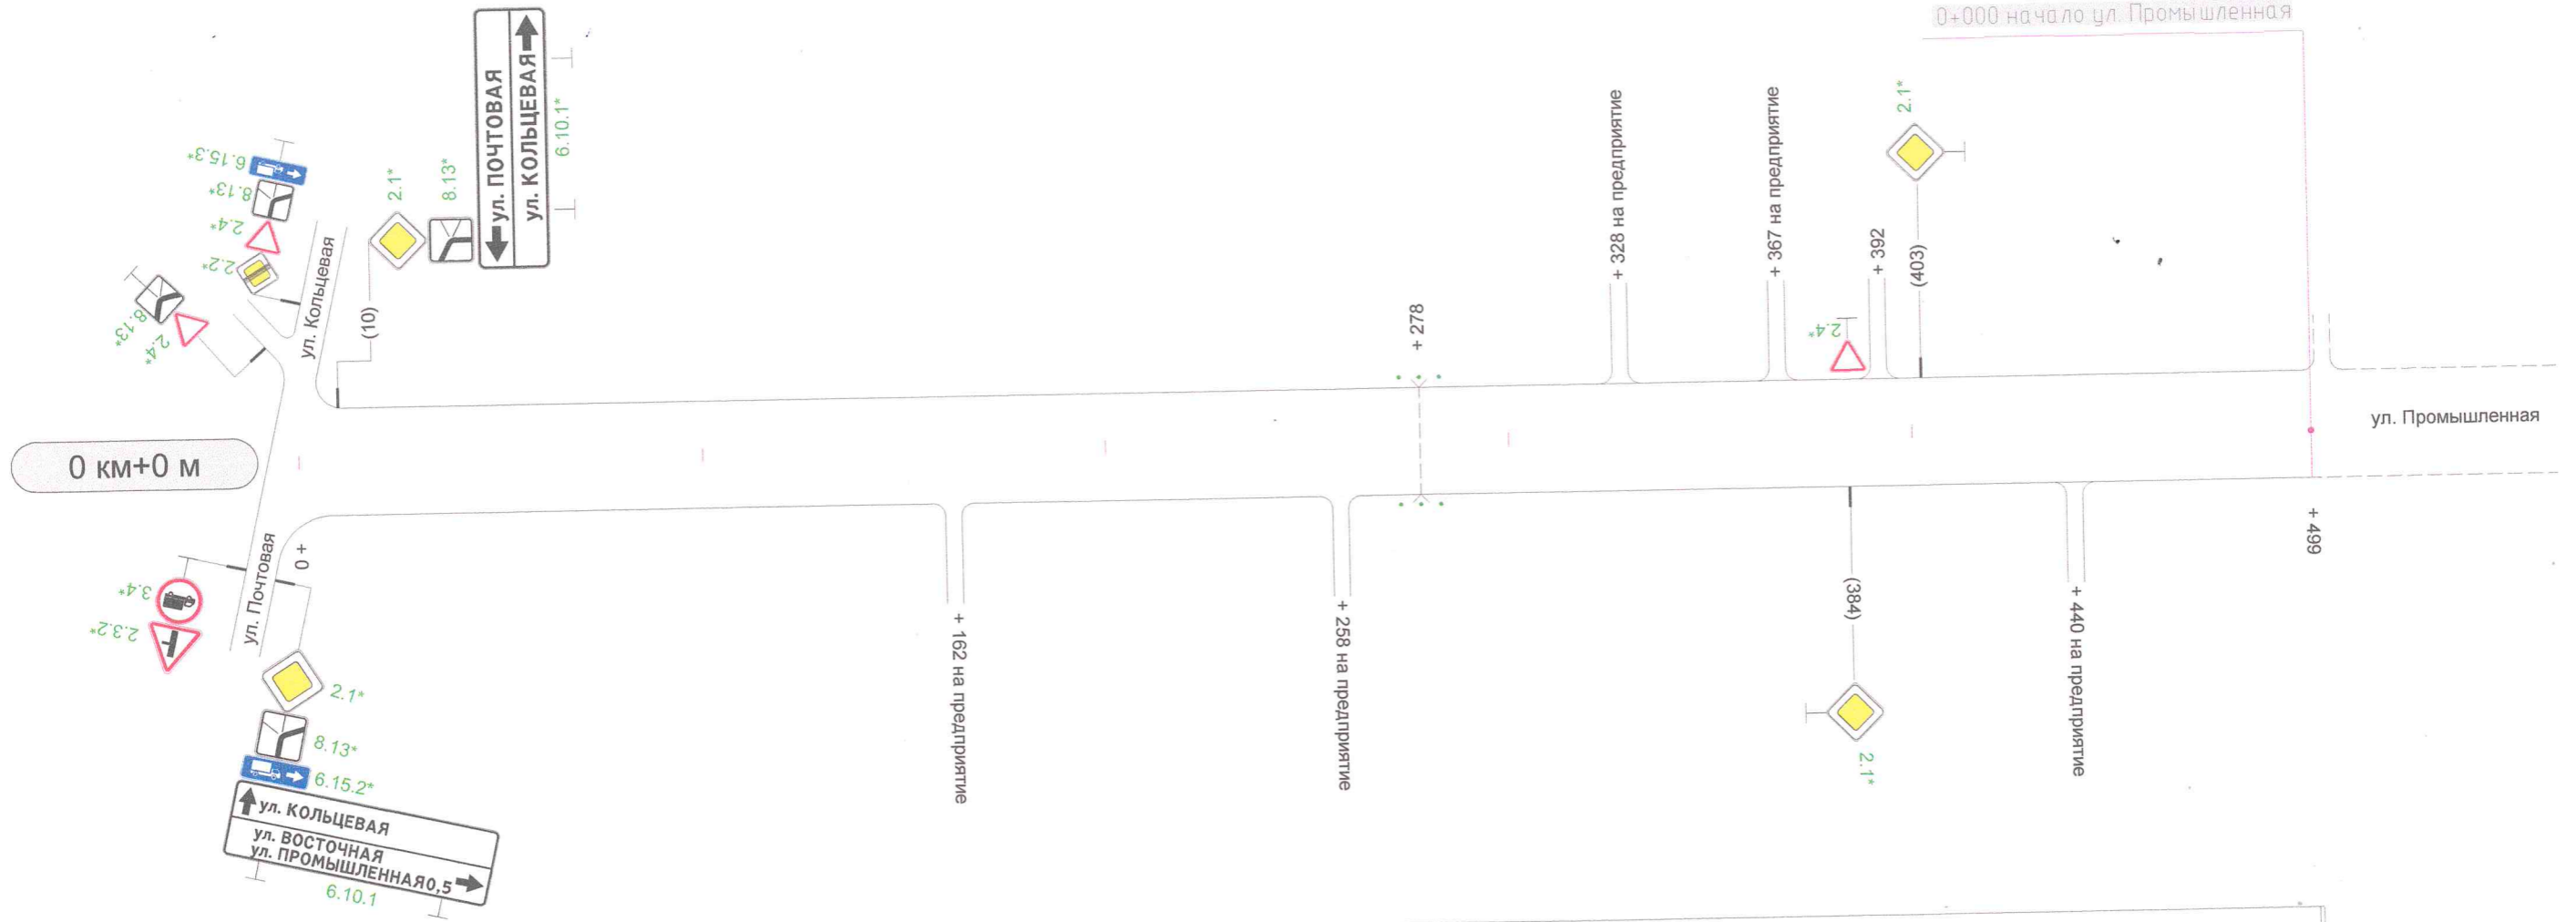 0+000 начало ул. Промышленная
ул. ПОЧТОВАЯ
ул. КОЛЬЦЕВАЯ
6.10.1*
2.1*
8.13*
6.15.3*
8.13*
2.4*
2.2*
8.13*
2.4*
ул. Кольцевая
(10)
+ 278
+ 328 на предприятие
+ 367 на предприятие
2.4*
+ 392
2.1*
(403)
ул. Промышленная
0 км+0 м
ул. Почтовая
0 +
3.4*
2.3.2*
2.1*
8.13*
6.15.2*
ул. КОЛЬЦЕВАЯ
ул. ВОСТОЧНАЯ
ул. ПРОМЫШЛЕННАЯ0,5
6.10.1
+ 162 на предприятие
+ 258 на предприятие
(384)
2.1*
+ 440 на предприятие
+ 499